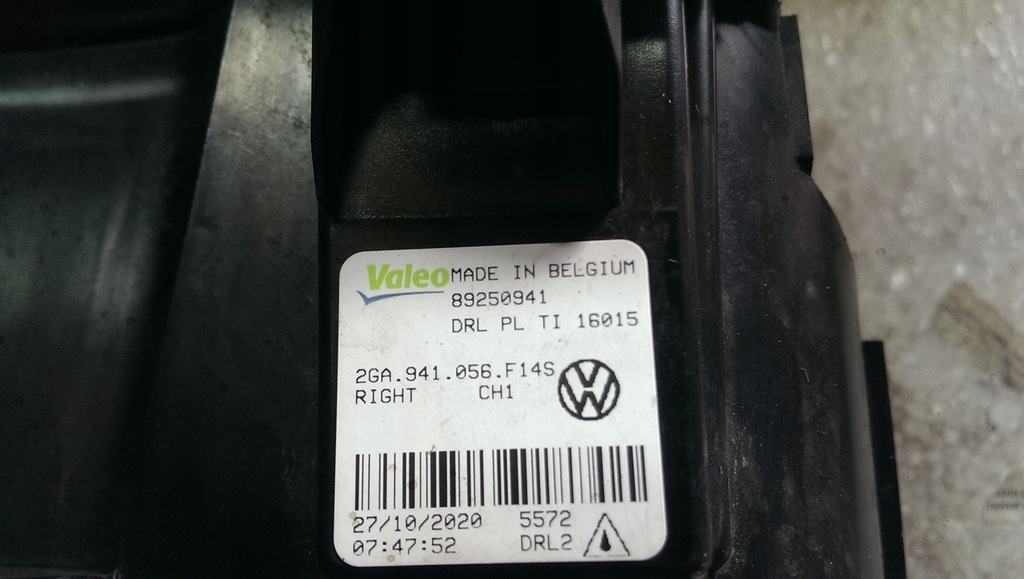 Valeo MADE IN BELGIUM
89250941
DRL PL TI 16015
2GA.941.056.F14S
RIGHT CH1
27/10/2020 5572
07:47:52 DRL2